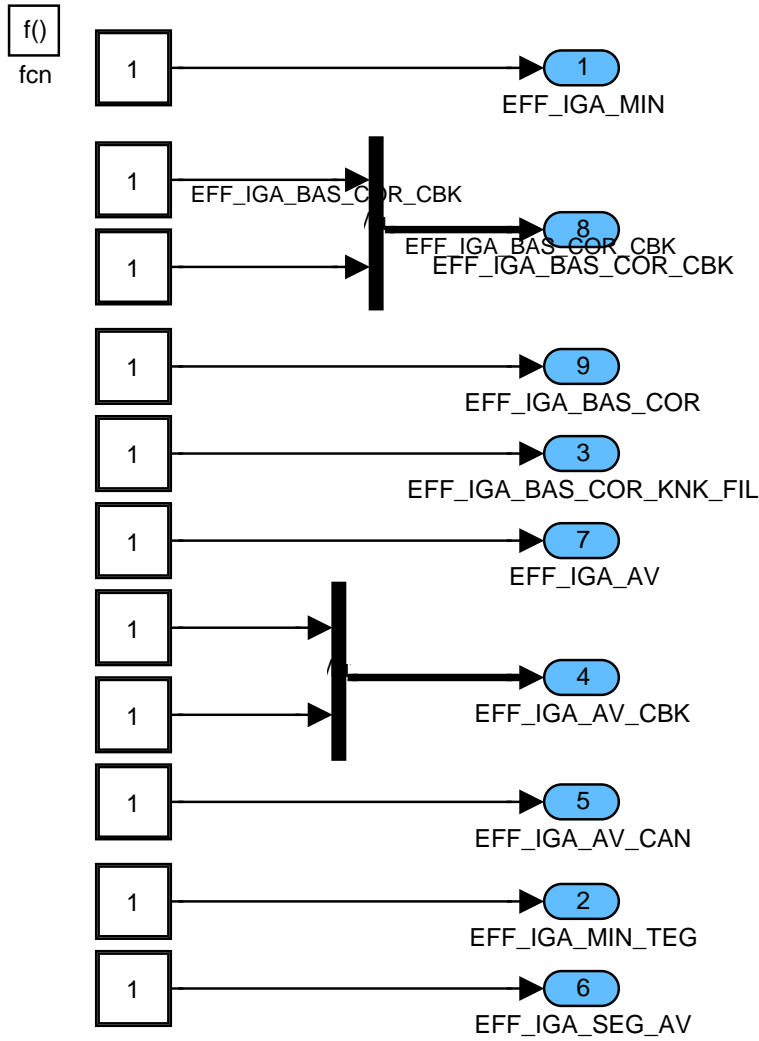 f()
fcn
1
1
EFF_IGA_MIN
1
EFF_IGA_BAS_COR_CBK
8
EFF_IGA_BAS_COR_CBK
EFF_IGA_BAS_COR_CBK
1
1
9
EFF_IGA_BAS_COR
1
3
EFF_IGA_BAS_COR_KNK_FIL
1
7
EFF_IGA_AV
1
4
EFF_IGA_AV_CBK
1
1
5
EFF_IGA_AV_CAN
1
2
EFF_IGA_MIN_TEG
1
6
EFF_IGA_SEG_AV